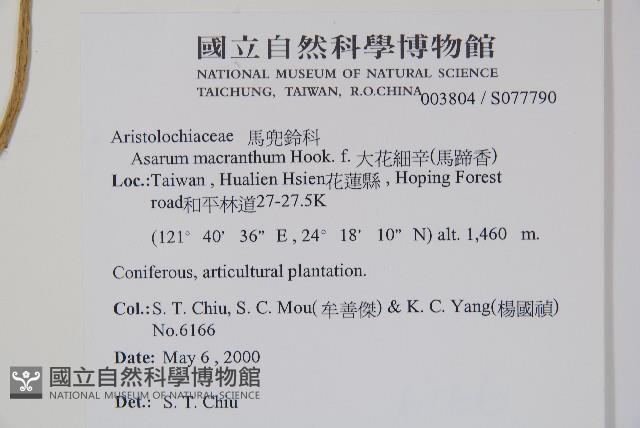 國立自然科學博物館
NATIONAL MUSEUM OF NATURAL SCIENCE
TAICHUNG, TAIWAN, R.O.CHINA 003804 / S077790
Aristolochiaceae 馬兜鈴科
Asarum macranthum Hook. f. 大花細辛(馬蹄香)
Loc.:Taiwan , Hualien Hsien花蓮縣 , Hoping Forest
road和平林道27-27.5K
(121° 40' 36" E , 24° 18' 10" N) alt. 1,460 m.
Coniferous, articultural plantation.
Col.:S. T. Chiu, S. C. Mou(牟善傑) & K. C. Yang(楊國禎)
No.6166
Date: May 6 , 2000
國立自然科學博物館
NATIONAL MUSEUM OF NATURAL SCIENCE
Det.: S. T. Chiu